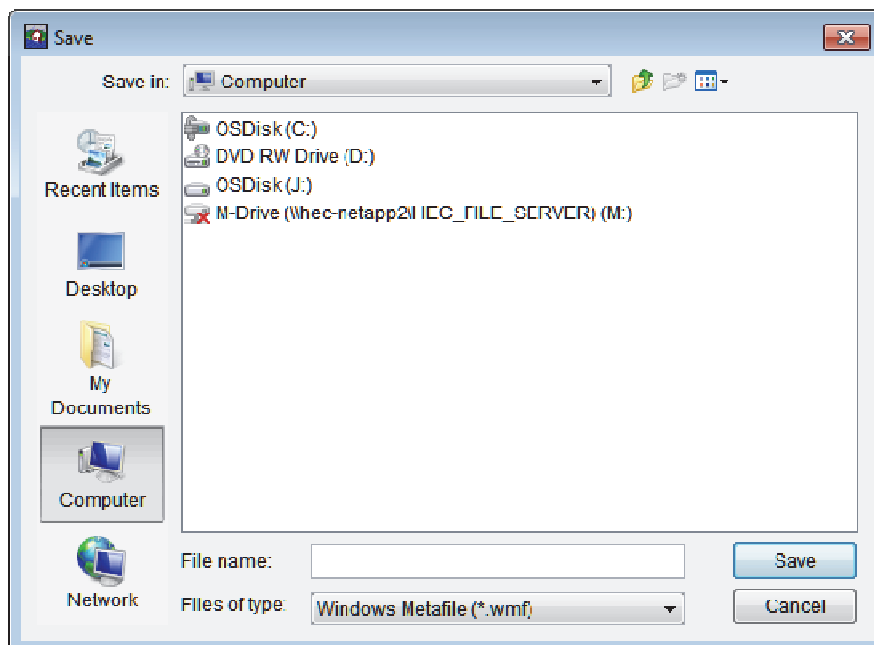 Save
Save in: Computer
OSDisk (C:)
DVD RW Drive (D:)
OSDisk (J:)
M-Drive (\\hec-netapp2\HEC_FILE_SERVER) (M:)
Recent Items
Desktop
My
Documents
Computer
Network
File name:
Save
Files of type: Windows Metafile (*.wmf)
Cancel